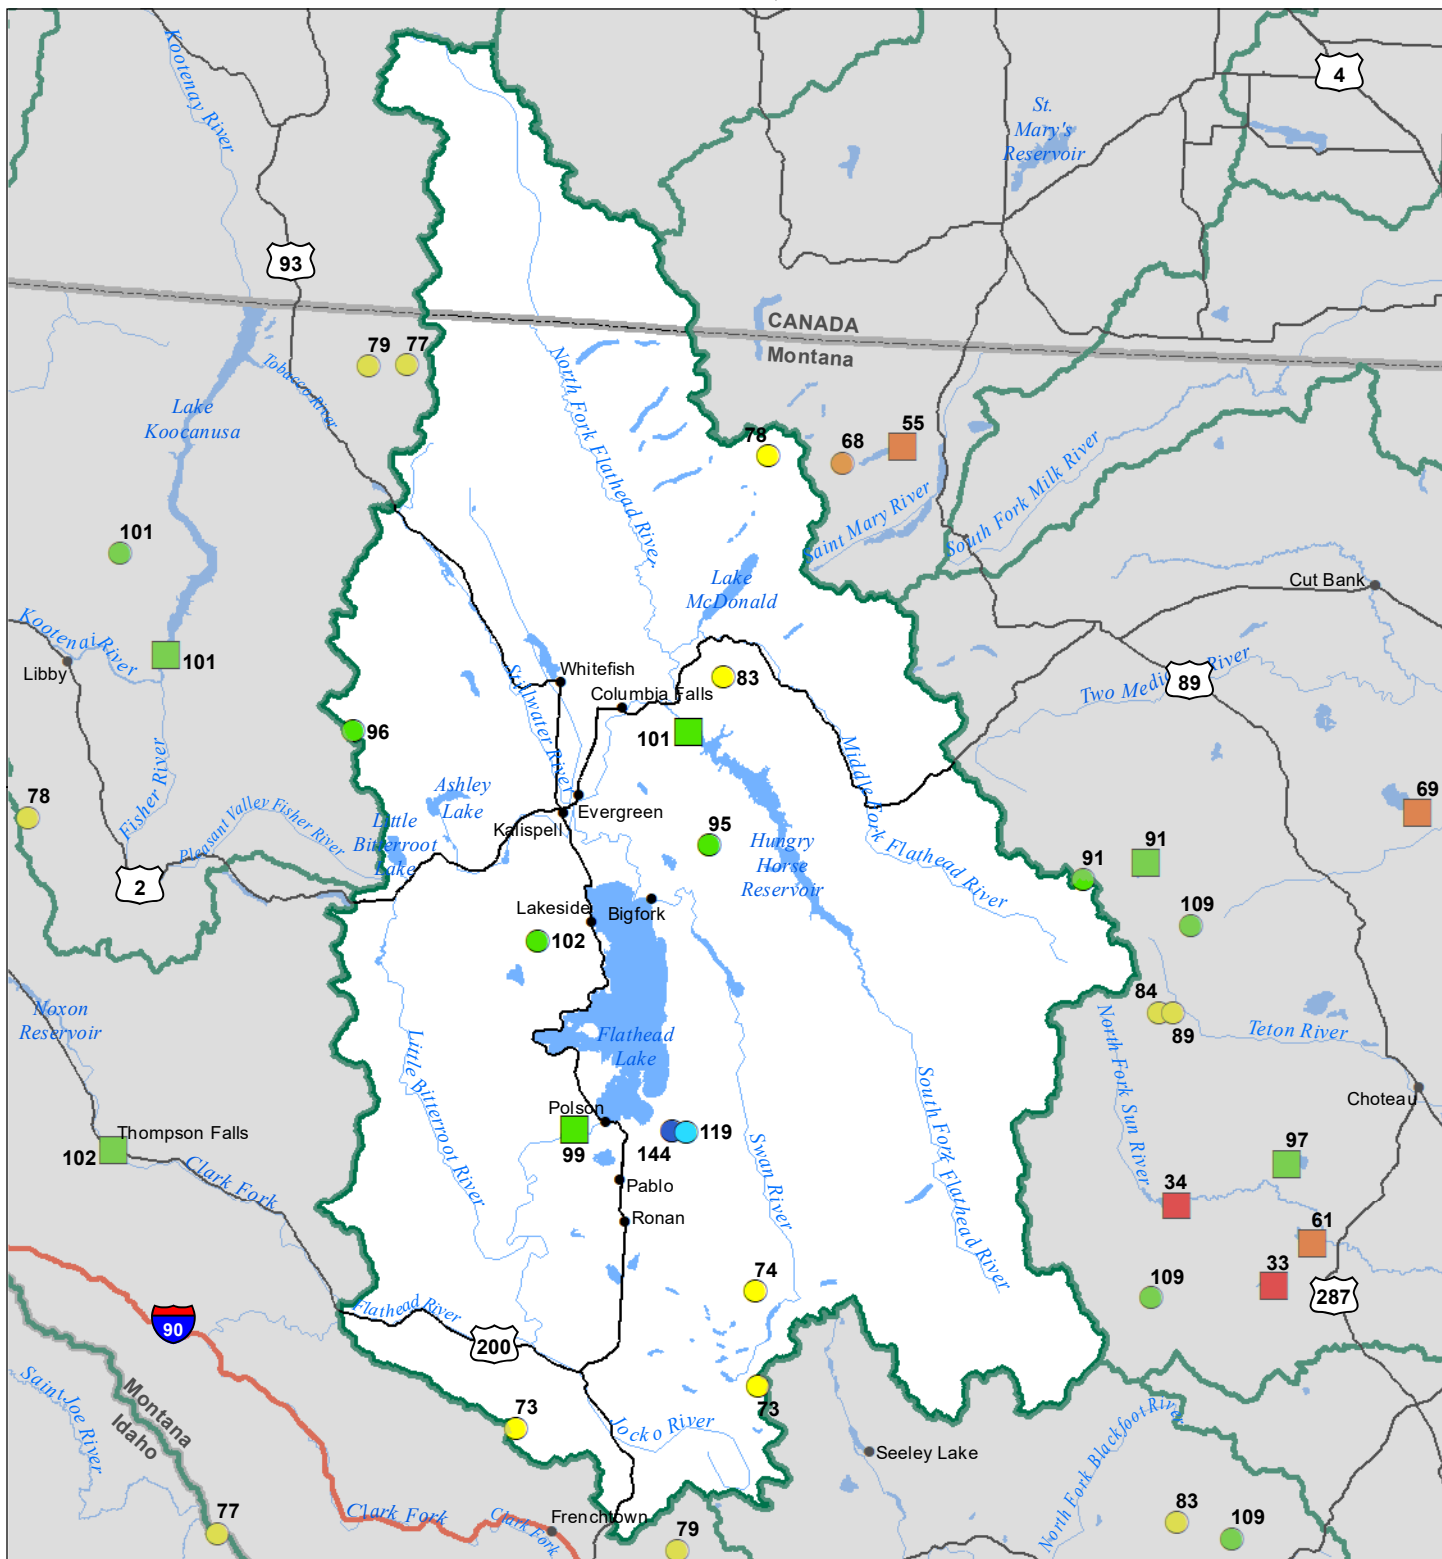 Kootenay River
4
St.
Mary's
Reservoir
93
CANADA
Montana
79
77
Tobacco River
North Fork Flathead River
Lake
Koocanusa
78
68
55
Saint Mary River
South Fork Milk River
101
Lake
McDonald
Cut Bank
Kootenai River
Libby
101
Whitefish
Columbia Falls
83
Two Medic River
89
Stillwater River
96
101
Middle Fork Flathead River
Fisher River
Ashley
Lake
78
69
Evergreen
Kalispell
Little
Bitterroot
Lake
Pleasant Valley Fisher River
95
Hungry
Horse
Reservoir
91
91
2
Lakeside
Bigfork
109
102
84
89
Teton River
Noxon
Reservoir
Flathead
Lake
North Fork Sun River
Little Bitterroot River
South Fork Flathead River
Choteau
Polson
99
144
119
Swan River
Thompson Falls
102
Clark Fork
97
Pablo
34
Ronan
61
33
74
109
287
Flathead River
90
200
Saint Joe River
Montana
Idaho
73
73
Jocko River
North Fork Blackfoot River
Seeley Lake
77
Clark Fork
Clark Fork
Frenchtown
79
83
109